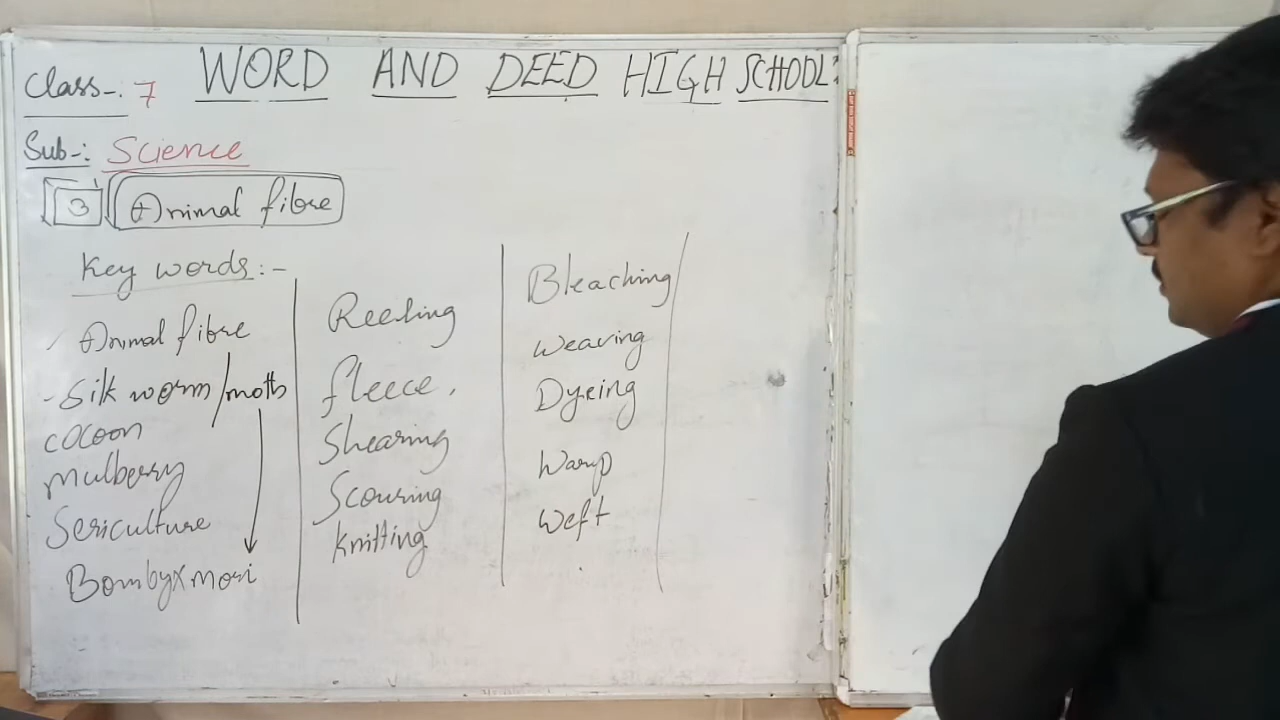 WORD AND DEED HIGH SCHOOL:
Class-: 7
Sub-: Science
3 Animal fibre
Key words:-
Animal fibre
- Silk worm/moth
Cocoon
Mulberry
Sericulture
Bombyx mori
Reeling
fleece,
Shearing
Scouring
Knitting
Bleaching
Weaving
Dyeing
Warp
Weft